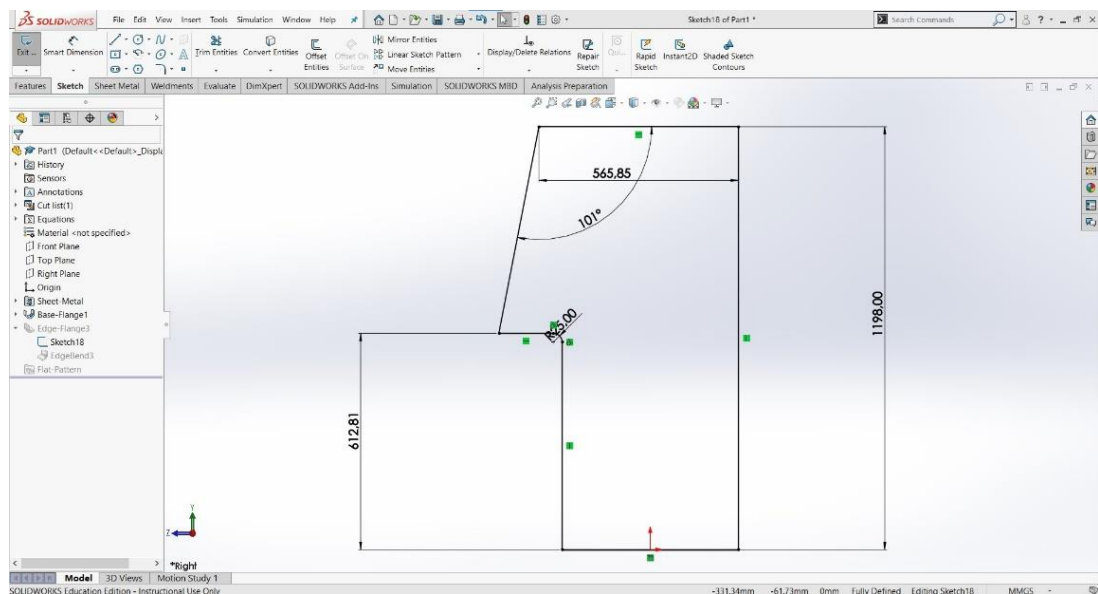 SOLIDWORKS File Edit View Insert Tools Simulation Window Help Sketch18 of Part1 * Search Commands
Exit ... Smart Dimension Trim Entities Convert Entities Offset Entities Offset On Surface Mirror Entities Linear Sketch Pattern Move Entities Display/Delete Relations Repair Sketch Rapid Sketch Instant2D Shaded Sketch Contours
Features Sketch Sheet Metal Weldments Evaluate DimXpert SOLIDWORKS Add-Ins Simulation SOLIDWORKS MBD Analysis Preparation
Part1 (Default<<Default>_Displa
History
Sensors
Annotations
Cut list(1)
Equations
Material <not specified>
Front Plane
Top Plane
Right Plane
Origin
Sheet-Metal
Base-Flange1
Edge-Flange3
Sketch18
EdgeBend3
Flat-Pattern
565,85
101°
R25,00
1198,00
612,81
Y
Z
*Right
Model 3D Views Motion Study 1
SOLIDWORKS Education Edition - Instructional Use Only -331.34mm -61.73mm 0mm Fully Defined Editing Sketch18 MMGS